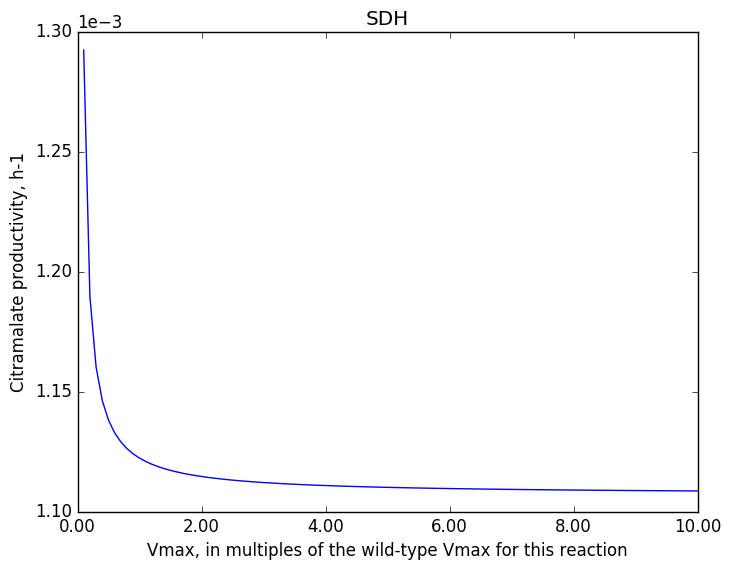 SDH
1e−3
1.30
1.25
1.20
1.15
1.10
Citramalate productivity, h-1
0.00 2.00 4.00 6.00 8.00 10.00
Vmax, in multiples of the wild-type Vmax for this reaction